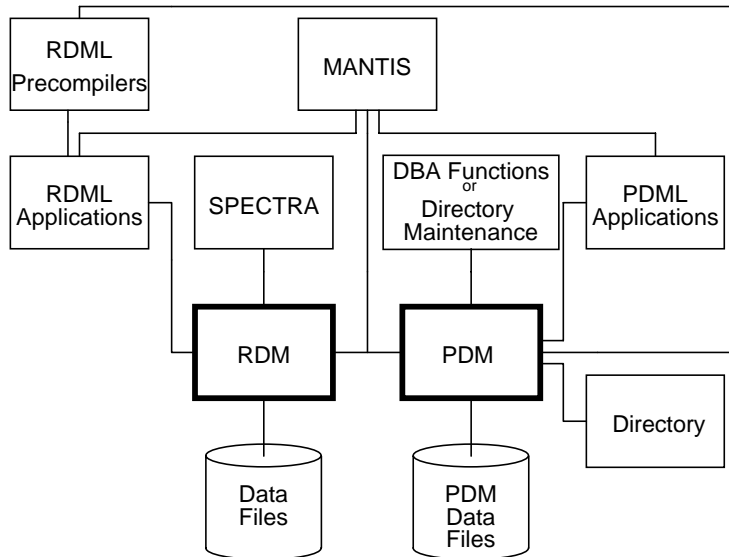 RDML
Precompilers
MANTIS
RDML
Applications
SPECTRA
DBA Functions
or
Directory
Maintenance
PDML
Applications
RDM
PDM
Directory
Data
Files
PDM
Data
Files